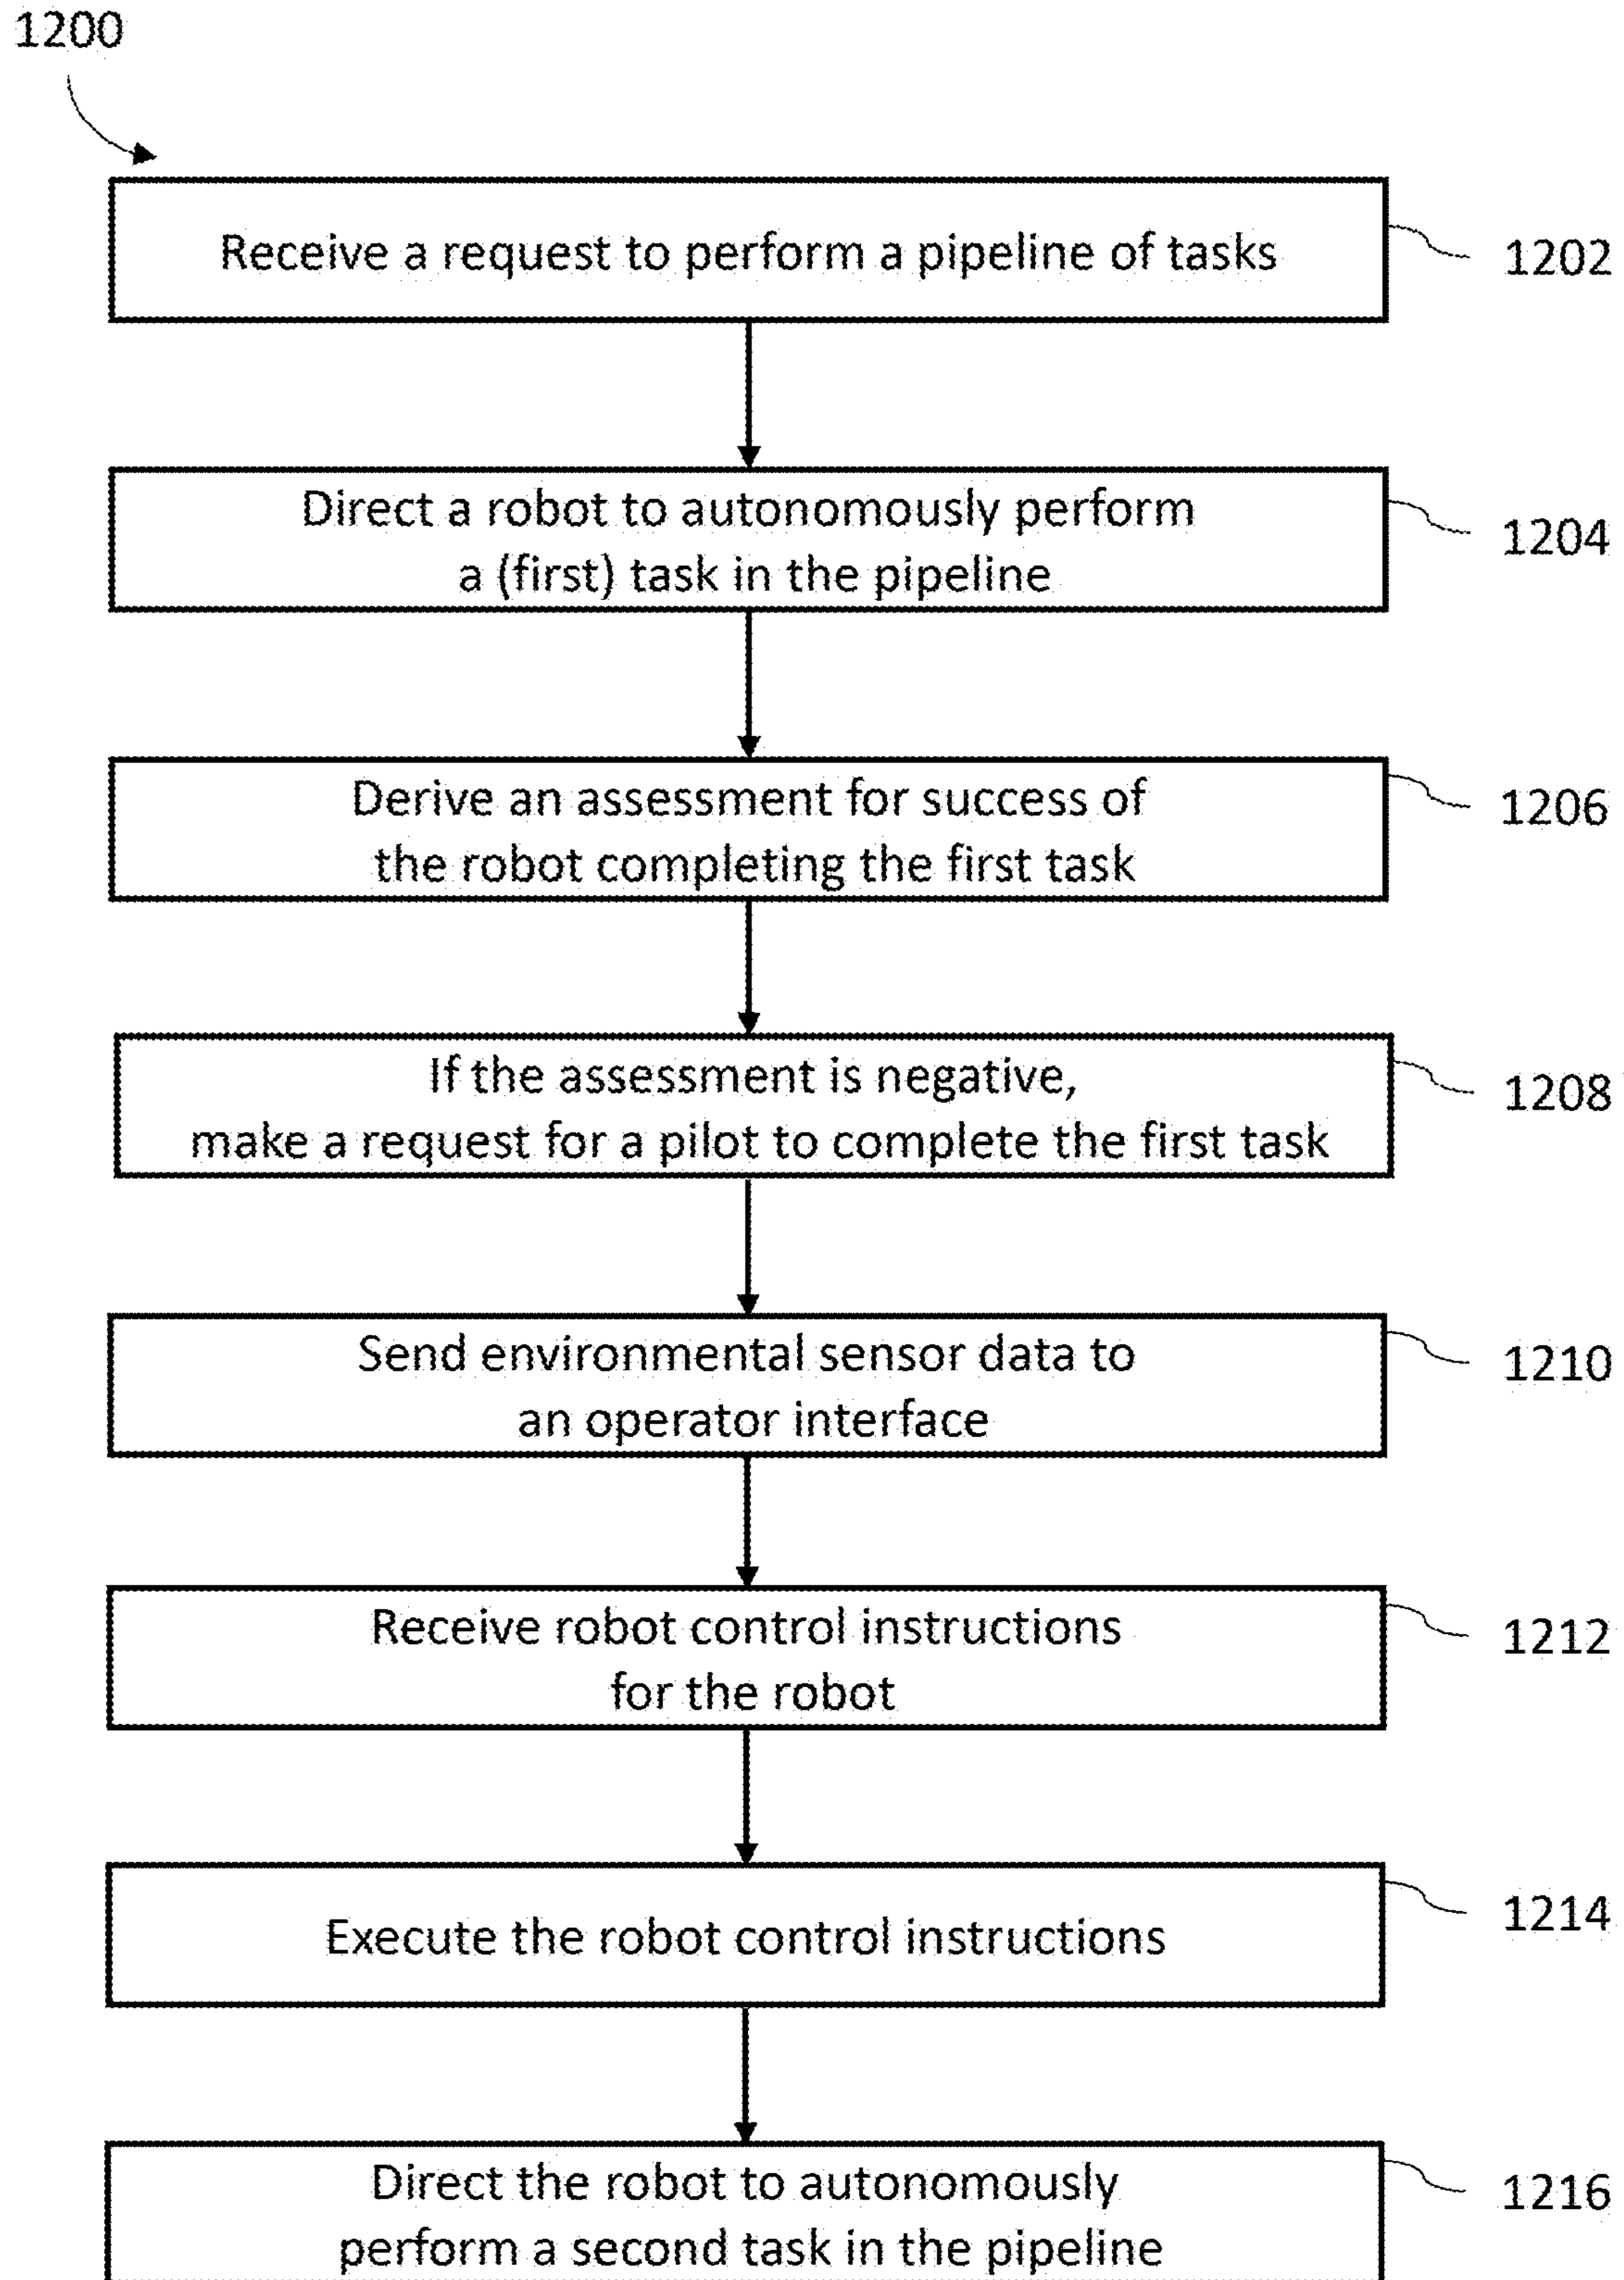 1200
Receive a request to perform a pipeline of tasks
1202
Direct a robot to autonomously perform
a (first) task in the pipeline
1204
Derive an assessment for success of
the robot completing the first task
1206
If the assessment is negative,
make a request for a pilot to complete the first task
1208
Send environmental sensor data to
an operator interface
1210
Receive robot control instructions
for the robot
1212
Execute the robot control instructions
1214
Direct the robot to autonomously
perform a second task in the pipeline
1216